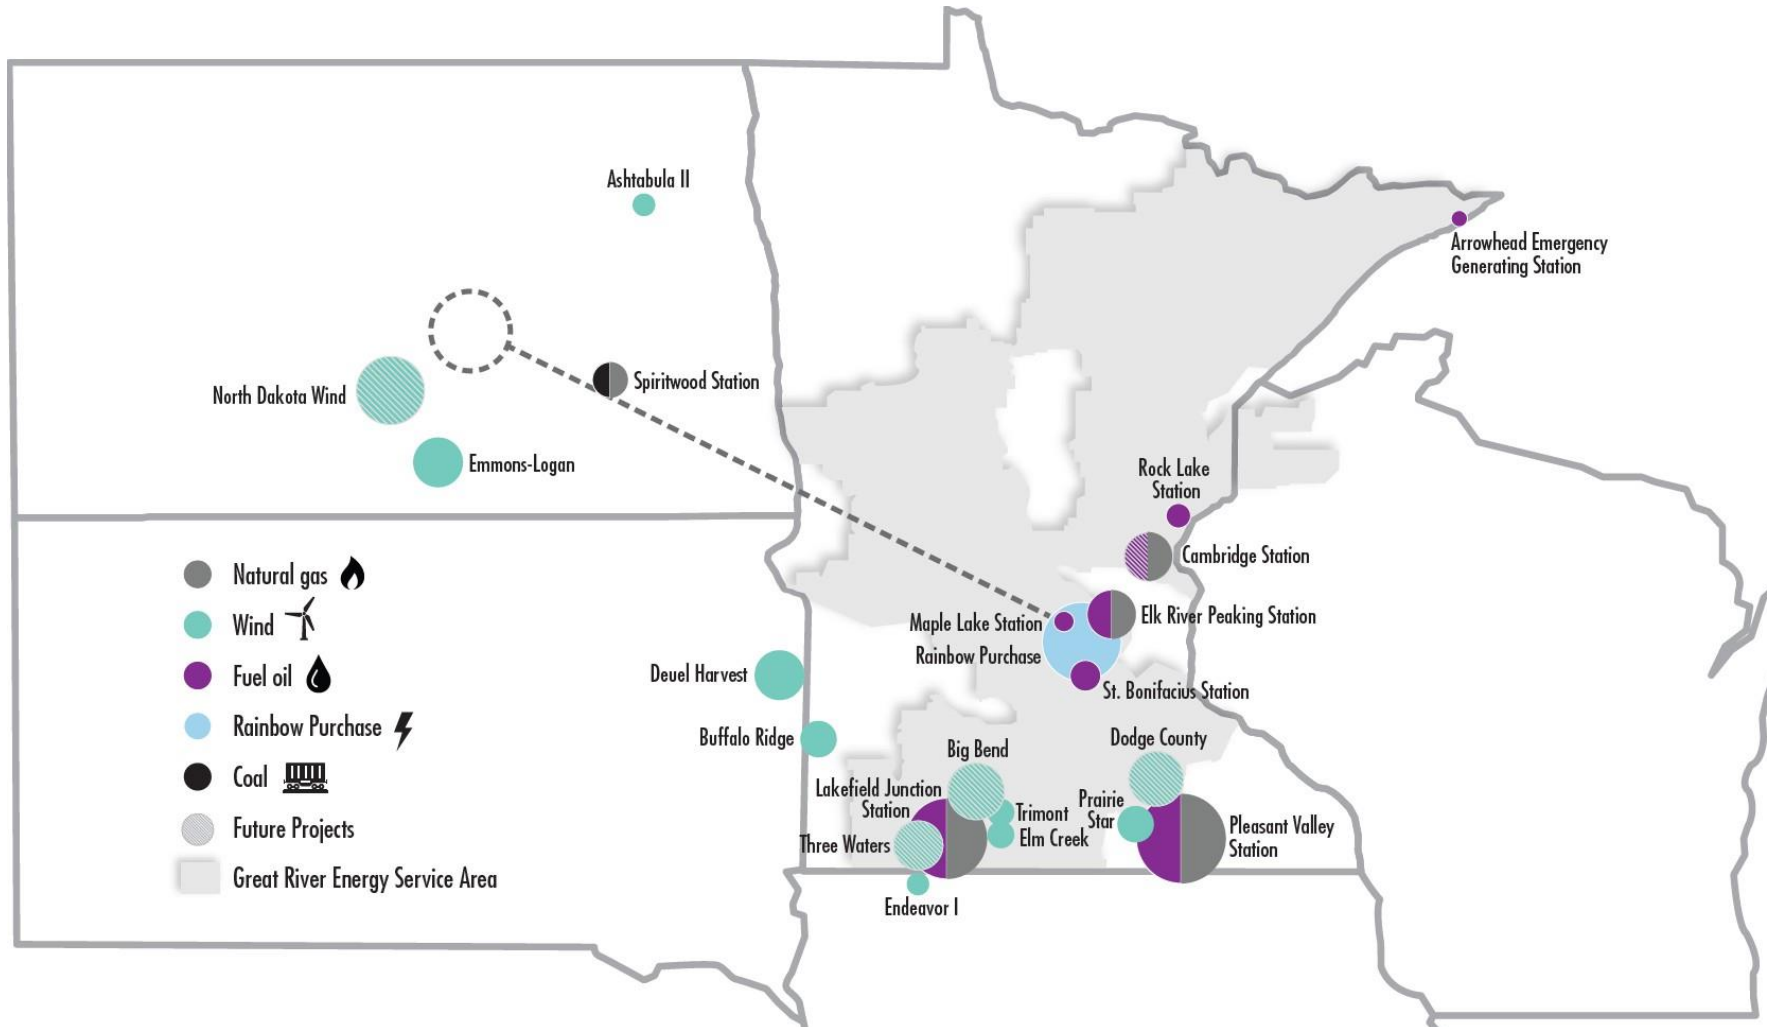 Ashtabula II
Arrowhead Emergency
Generating Station
North Dakota Wind
Spiritwood Station
Emmons-Logan
Rock Lake
Station
Cambridge Station
Natural gas
Wind
Fuel oil
Rainbow Purchase
Coal
Future Projects
Great River Energy Service Area
Maple Lake Station
Elk River Peaking Station
Rainbow Purchase
St. Bonifacius Station
Deuel Harvest
Buffalo Ridge
Big Bend
Dodge County
Lakefield Junction
Station
Trimont
Elm Creek
Three Waters
Prairie
Star
Pleasant Valley
Station
Endeavor I